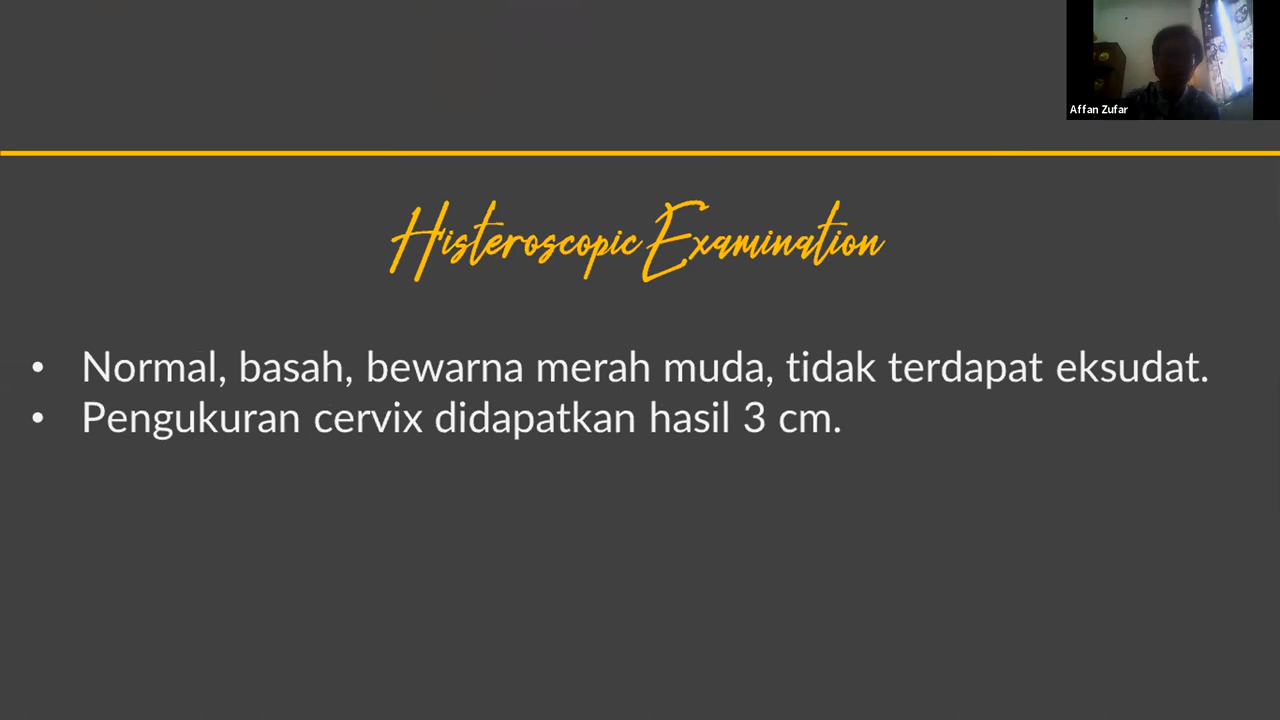 Affan Zufar
Histeroscopic Examination
• Normal, basah, bewarna merah muda, tidak terdapat eksudat.
• Pengukuran cervix didapatkan hasil 3 cm.